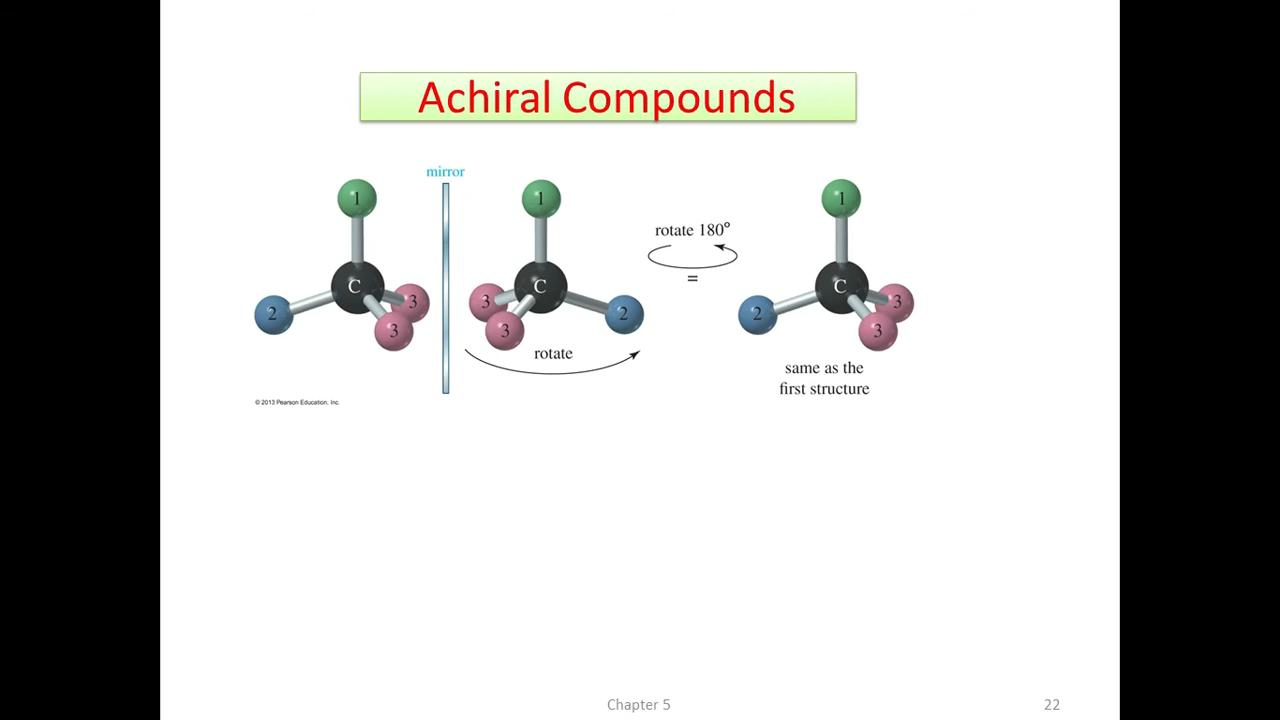 Achiral Compounds
mirror
1
C
2
3
3
1
C
3
3
2
rotate
rotate 180°
=
1
C
2
3
3
same as the
first structure
© 2013 Pearson Education, Inc.
Chapter 5
22